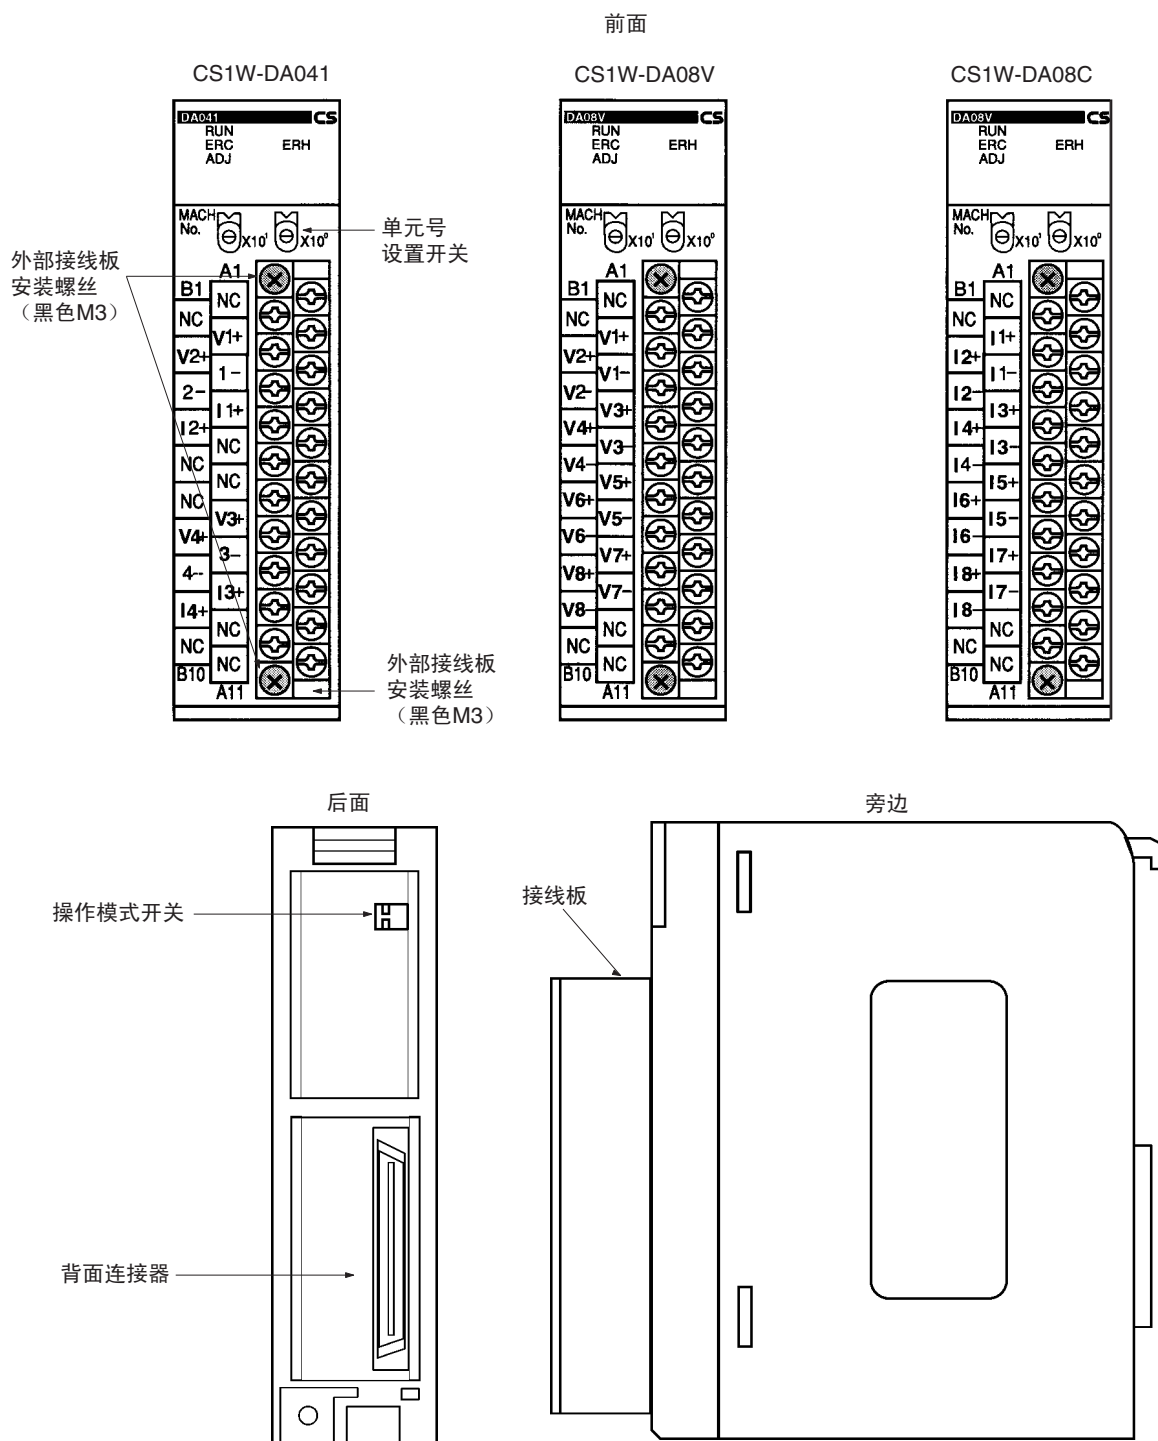 前面
CS1W-DA041
CS1W-DA08V
CS1W-DA08C
DA041 CS
RUN
ERC ERH
ADJ
MACH
No.
X10¹ X10⁰
A1
B1
NC
NC
V1+
V2+
1-
2-
I1+
I2+
NC
NC
NC
NC
V3+
V4+
3-
4-
I3+
I4+
NC
NC
NC
B10
A11
单元号
设置开关
外部接线板
安装螺丝
（黑色M3）
外部接线板
安装螺丝
（黑色M3）
DA08V CS
RUN
ERC ERH
ADJ
MACH
No.
X10¹ X10⁰
A1
B1
NC
NC
V1+
V2+
V1-
V2-
V3+
V4+
V3-
V4-
V5+
V6+
V5-
V6-
V7+
V8+
V7-
V8-
NC
NC
NC
B10
A11
DA08V CS
RUN
ERC ERH
ADJ
MACH
No.
X10¹ X10⁰
A1
B1
NC
NC
I1+
I2+
I1-
I2-
I3+
I4+
I3-
I4-
I5+
I6+
I5-
I6-
I7+
I8+
I7-
I8-
NC
NC
NC
B10
A11
后面
操作模式开关
背面连接器
旁边
接线板